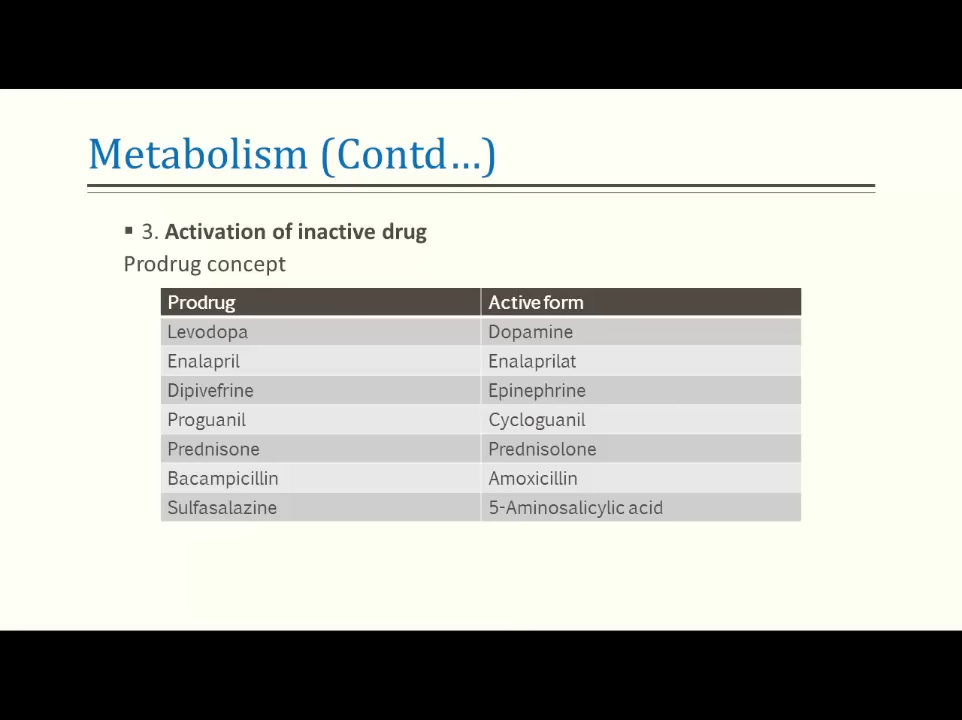 Metabolism (Contd...)
▪ 3. Activation of inactive drug
Prodrug concept
Prodrug Active form
Levodopa Dopamine
Enalapril Enalaprilat
Dipivefrine Epinephrine
Proguanil Cycloguanil
Prednisone Prednisolone
Bacampicillin Amoxicillin
Sulfasalazine 5-Aminosalicylic acid